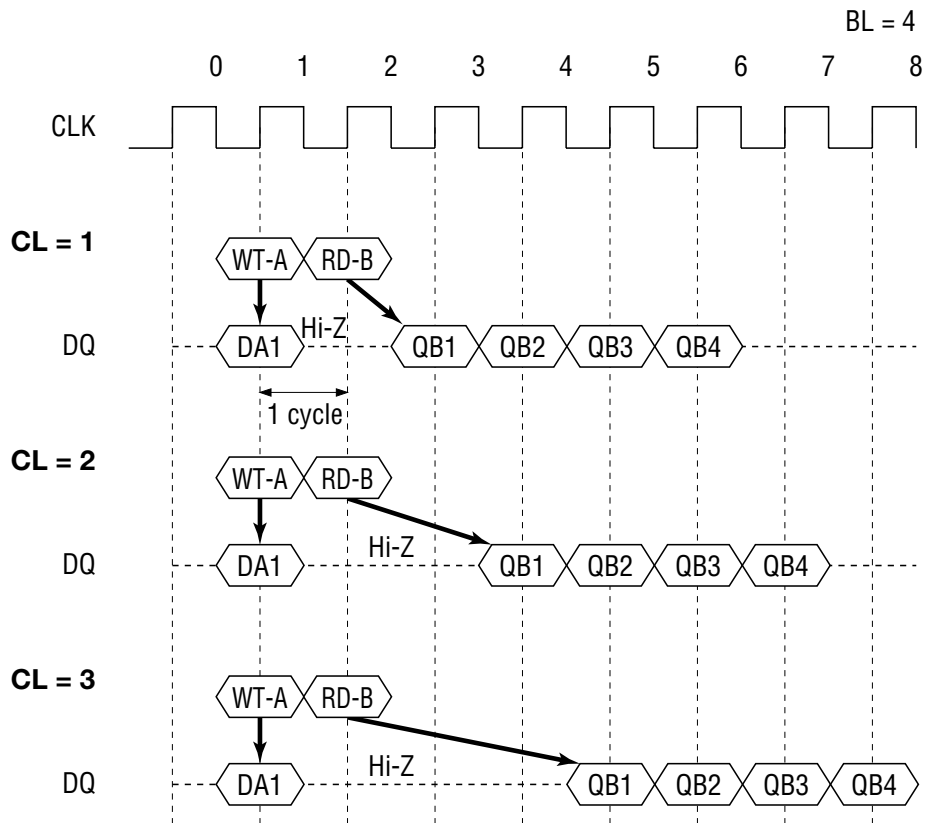 BL = 4
0 1 2 3 4 5 6 7 8
CLK
CL = 1
WT-A RD-B
Hi-Z
DQ DA1 QB1 QB2 QB3 QB4
1 cycle
CL = 2
WT-A RD-B
Hi-Z
DQ DA1 QB1 QB2 QB3 QB4
CL = 3
WT-A RD-B
Hi-Z
DQ DA1 QB1 QB2 QB3 QB4